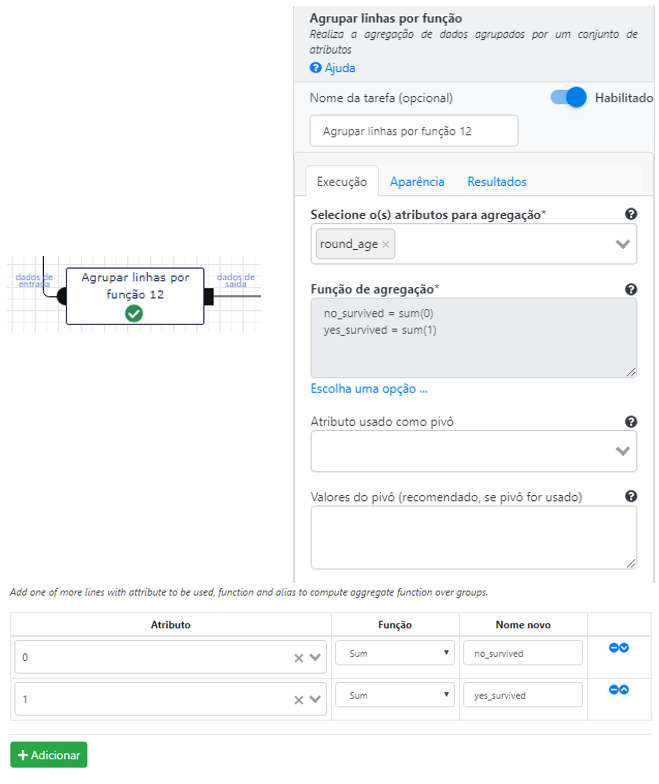 Agrupar linhas por função
Realiza a agregação de dados agrupados por um conjunto de
atributos
Ajuda
Nome da tarefa (opcional)
Habilitado
Agrupar linhas por função 12
Execução
Aparência
Resultados
Selecione o(s) atributos para agregação*
round_age ×
Função de agregação*
no_survived = sum(0)
yes_survived = sum(1)
Escolha uma opção ...
Atributo usado como pivô
Valores do pivô (recomendado, se pivô for usado)
dados de
entrada
Agrupar linhas por
função 12
dados de
saída
Add one of more lines with attribute to be used, function and alias to compute aggregate function over groups.
Atributo
Função
Nome novo
0
Sum
no_survived
1
Sum
yes_survived
+ Adicionar